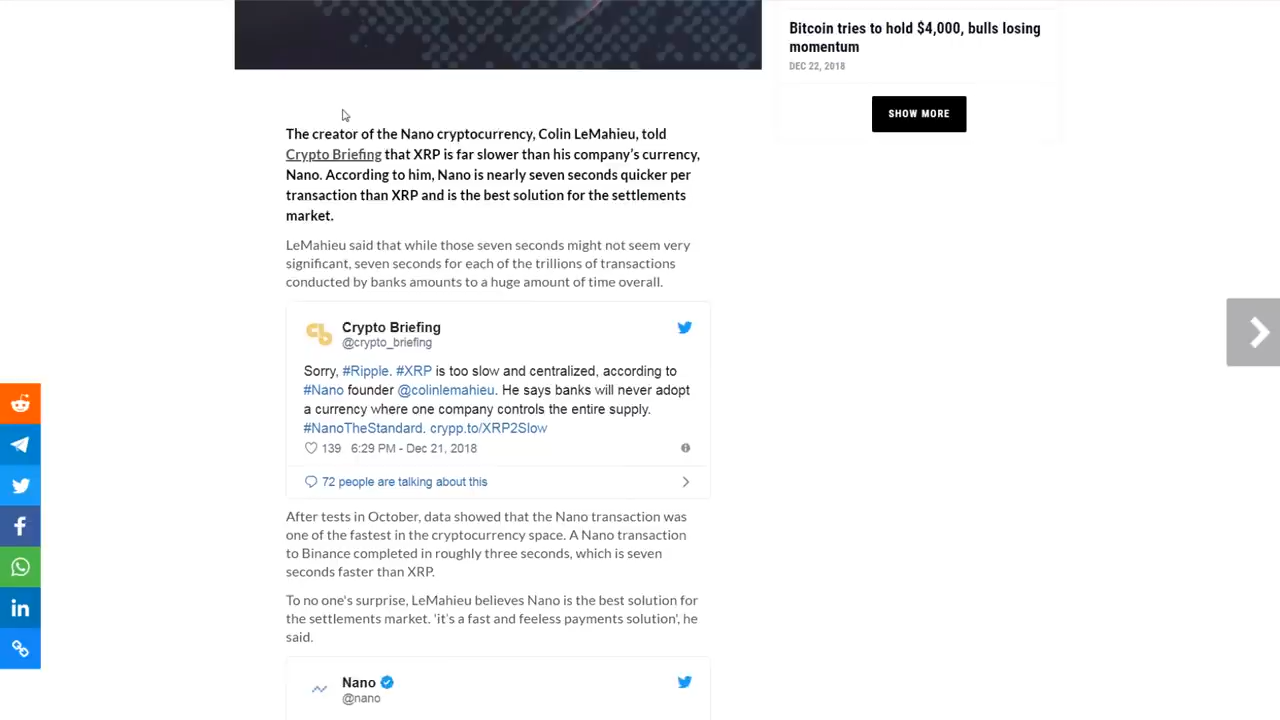 Bitcoin tries to hold $4,000, bulls losing
momentum
DEC 22, 2018
SHOW MORE
The creator of the Nano cryptocurrency, Colin LeMahieu, told
Crypto Briefing that XRP is far slower than his company's currency,
Nano. According to him, Nano is nearly seven seconds quicker per
transaction than XRP and is the best solution for the settlements
market.
LeMahieu said that while those seven seconds might not seem very
significant, seven seconds for each of the trillions of transactions
conducted by banks amounts to a huge amount of time overall.
Crypto Briefing
@crypto_briefing
Sorry, #Ripple. #XRP is too slow and centralized, according to
#Nano founder @colinlemahieu. He says banks will never adopt
a currency where one company controls the entire supply.
#NanoTheStandard. crypp.to/XRP2Slow
139 6:29 PM - Dec 21, 2018
72 people are talking about this
After tests in October, data showed that the Nano transaction was
one of the fastest in the cryptocurrency space. A Nano transaction
to Binance completed in roughly three seconds, which is seven
seconds faster than XRP.
To no one's surprise, LeMahieu believes Nano is the best solution for
the settlements market. 'it's a fast and feeless payments solution', he
said.
Nano
@nano